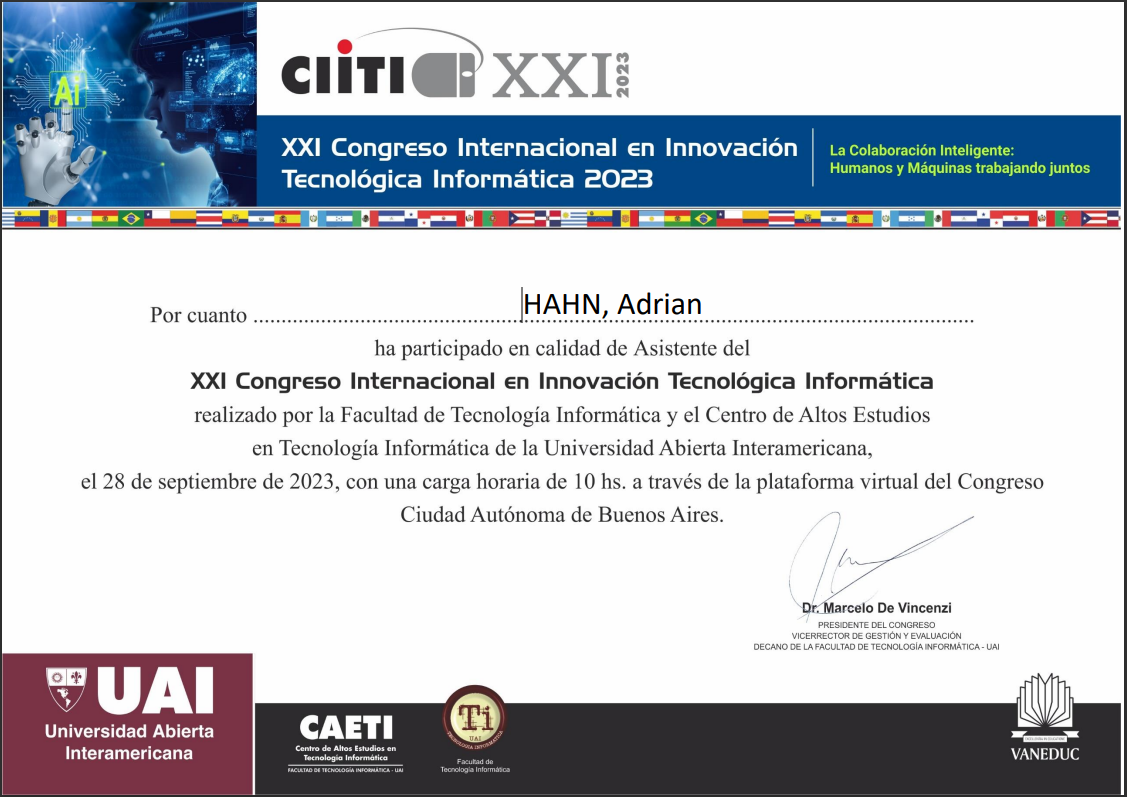 Ai
CIITI XXI 2023
XXI Congreso Internacional en Innovación
Tecnológica Informática 2023
La Colaboración Inteligente:
Humanos y Máquinas trabajando juntos
HAHN, Adrian
Por cuanto ................................................................................................................................
ha participado en calidad de Asistente del
XXI Congreso Internacional en Innovación Tecnológica Informática
realizado por la Facultad de Tecnología Informática y el Centro de Altos Estudios
en Tecnología Informática de la Universidad Abierta Interamericana,
el 28 de septiembre de 2023, con una carga horaria de 10 hs. a través de la plataforma virtual del Congreso
Ciudad Autónoma de Buenos Aires.
Dr. Marcelo De Vincenzi
PRESIDENTE DEL CONGRESO
VICERRECTOR DE GESTIÓN Y EVALUACIÓN
DECANO DE LA FACULTAD DE TECNOLOGÍA INFORMÁTICA - UAI
UAI
Universidad Abierta
Interamericana
CAETI
Centro de Altos Estudios en
Tecnología Informática
FACULTAD DE TECNOLOGÍA INFORMÁTICA - UAI
Ti
UAI
TECNOLOGÍA INFORMÁTICA
Facultad de
Tecnología Informática
VANEDUC